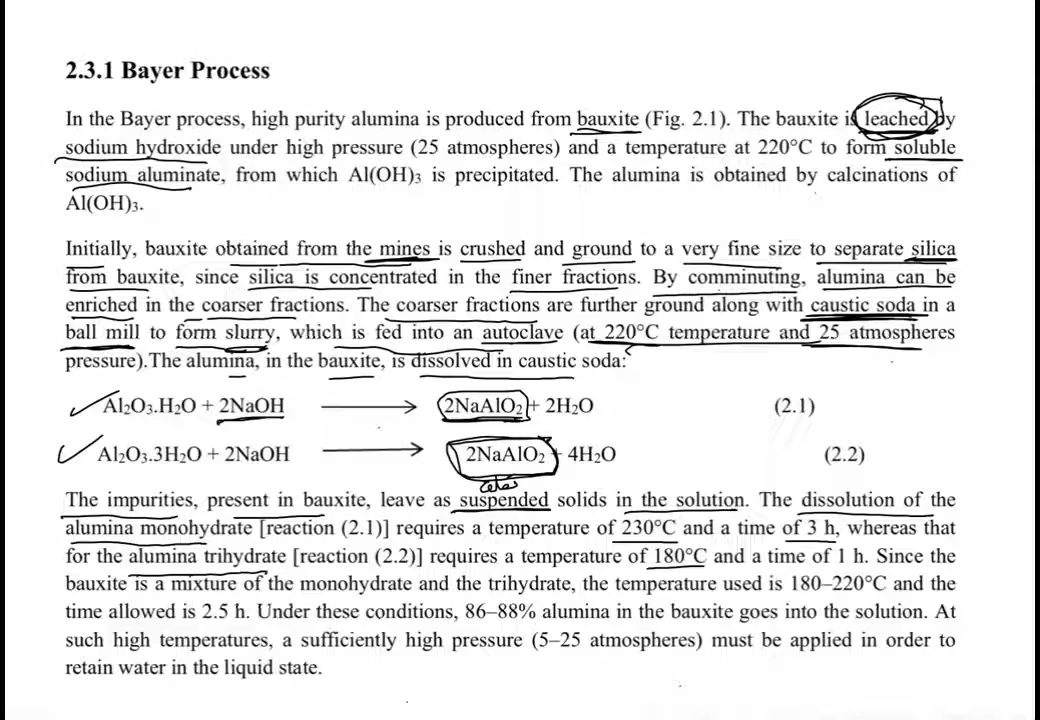 2.3.1 Bayer Process
In the Bayer process, high purity alumina is produced from bauxite (Fig. 2.1). The bauxite is leached by
sodium hydroxide under high pressure (25 atmospheres) and a temperature at 220°C to form soluble
sodium aluminate, from which Al(OH)₃ is precipitated. The alumina is obtained by calcinations of
Al(OH)₃.
Initially, bauxite obtained from the mines is crushed and ground to a very fine size to separate silica
from bauxite, since silica is concentrated in the finer fractions. By comminuting, alumina can be
enriched in the coarser fractions. The coarser fractions are further ground along with caustic soda in a
ball mill to form slurry, which is fed into an autoclave (at 220°C temperature and 25 atmospheres
pressure).The alumina, in the bauxite, is dissolved in caustic soda:
Al₂O₃.H₂O + 2NaOH ⟶ 2NaAlO₂ + 2H₂O (2.1)
Al₂O₃.3H₂O + 2NaOH ⟶ 2NaAlO₂ + 4H₂O (2.2)
The impurities, present in bauxite, leave as suspended solids in the solution. The dissolution of the
alumina monohydrate [reaction (2.1)] requires a temperature of 230°C and a time of 3 h, whereas that
for the alumina trihydrate [reaction (2.2)] requires a temperature of 180°C and a time of 1 h. Since the
bauxite is a mixture of the monohydrate and the trihydrate, the temperature used is 180–220°C and the
time allowed is 2.5 h. Under these conditions, 86–88% alumina in the bauxite goes into the solution. At
such high temperatures, a sufficiently high pressure (5–25 atmospheres) must be applied in order to
retain water in the liquid state.